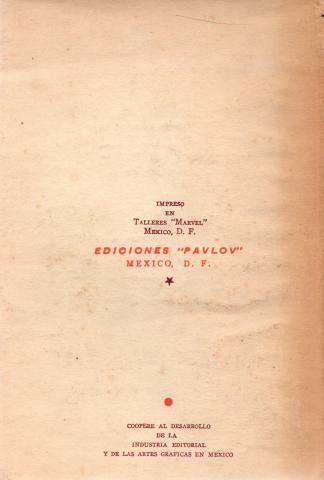 IMPRESO
EN
TALLERES "MARVEL"
MEXICO, D. F.
EDICIONES "PAVLOV"
MEXICO, D. F.
COOPERE AL DESARROLLO
DE LA
INDUSTRIA EDITORIAL
Y DE LAS ARTES GRAFICAS EN MEXICO